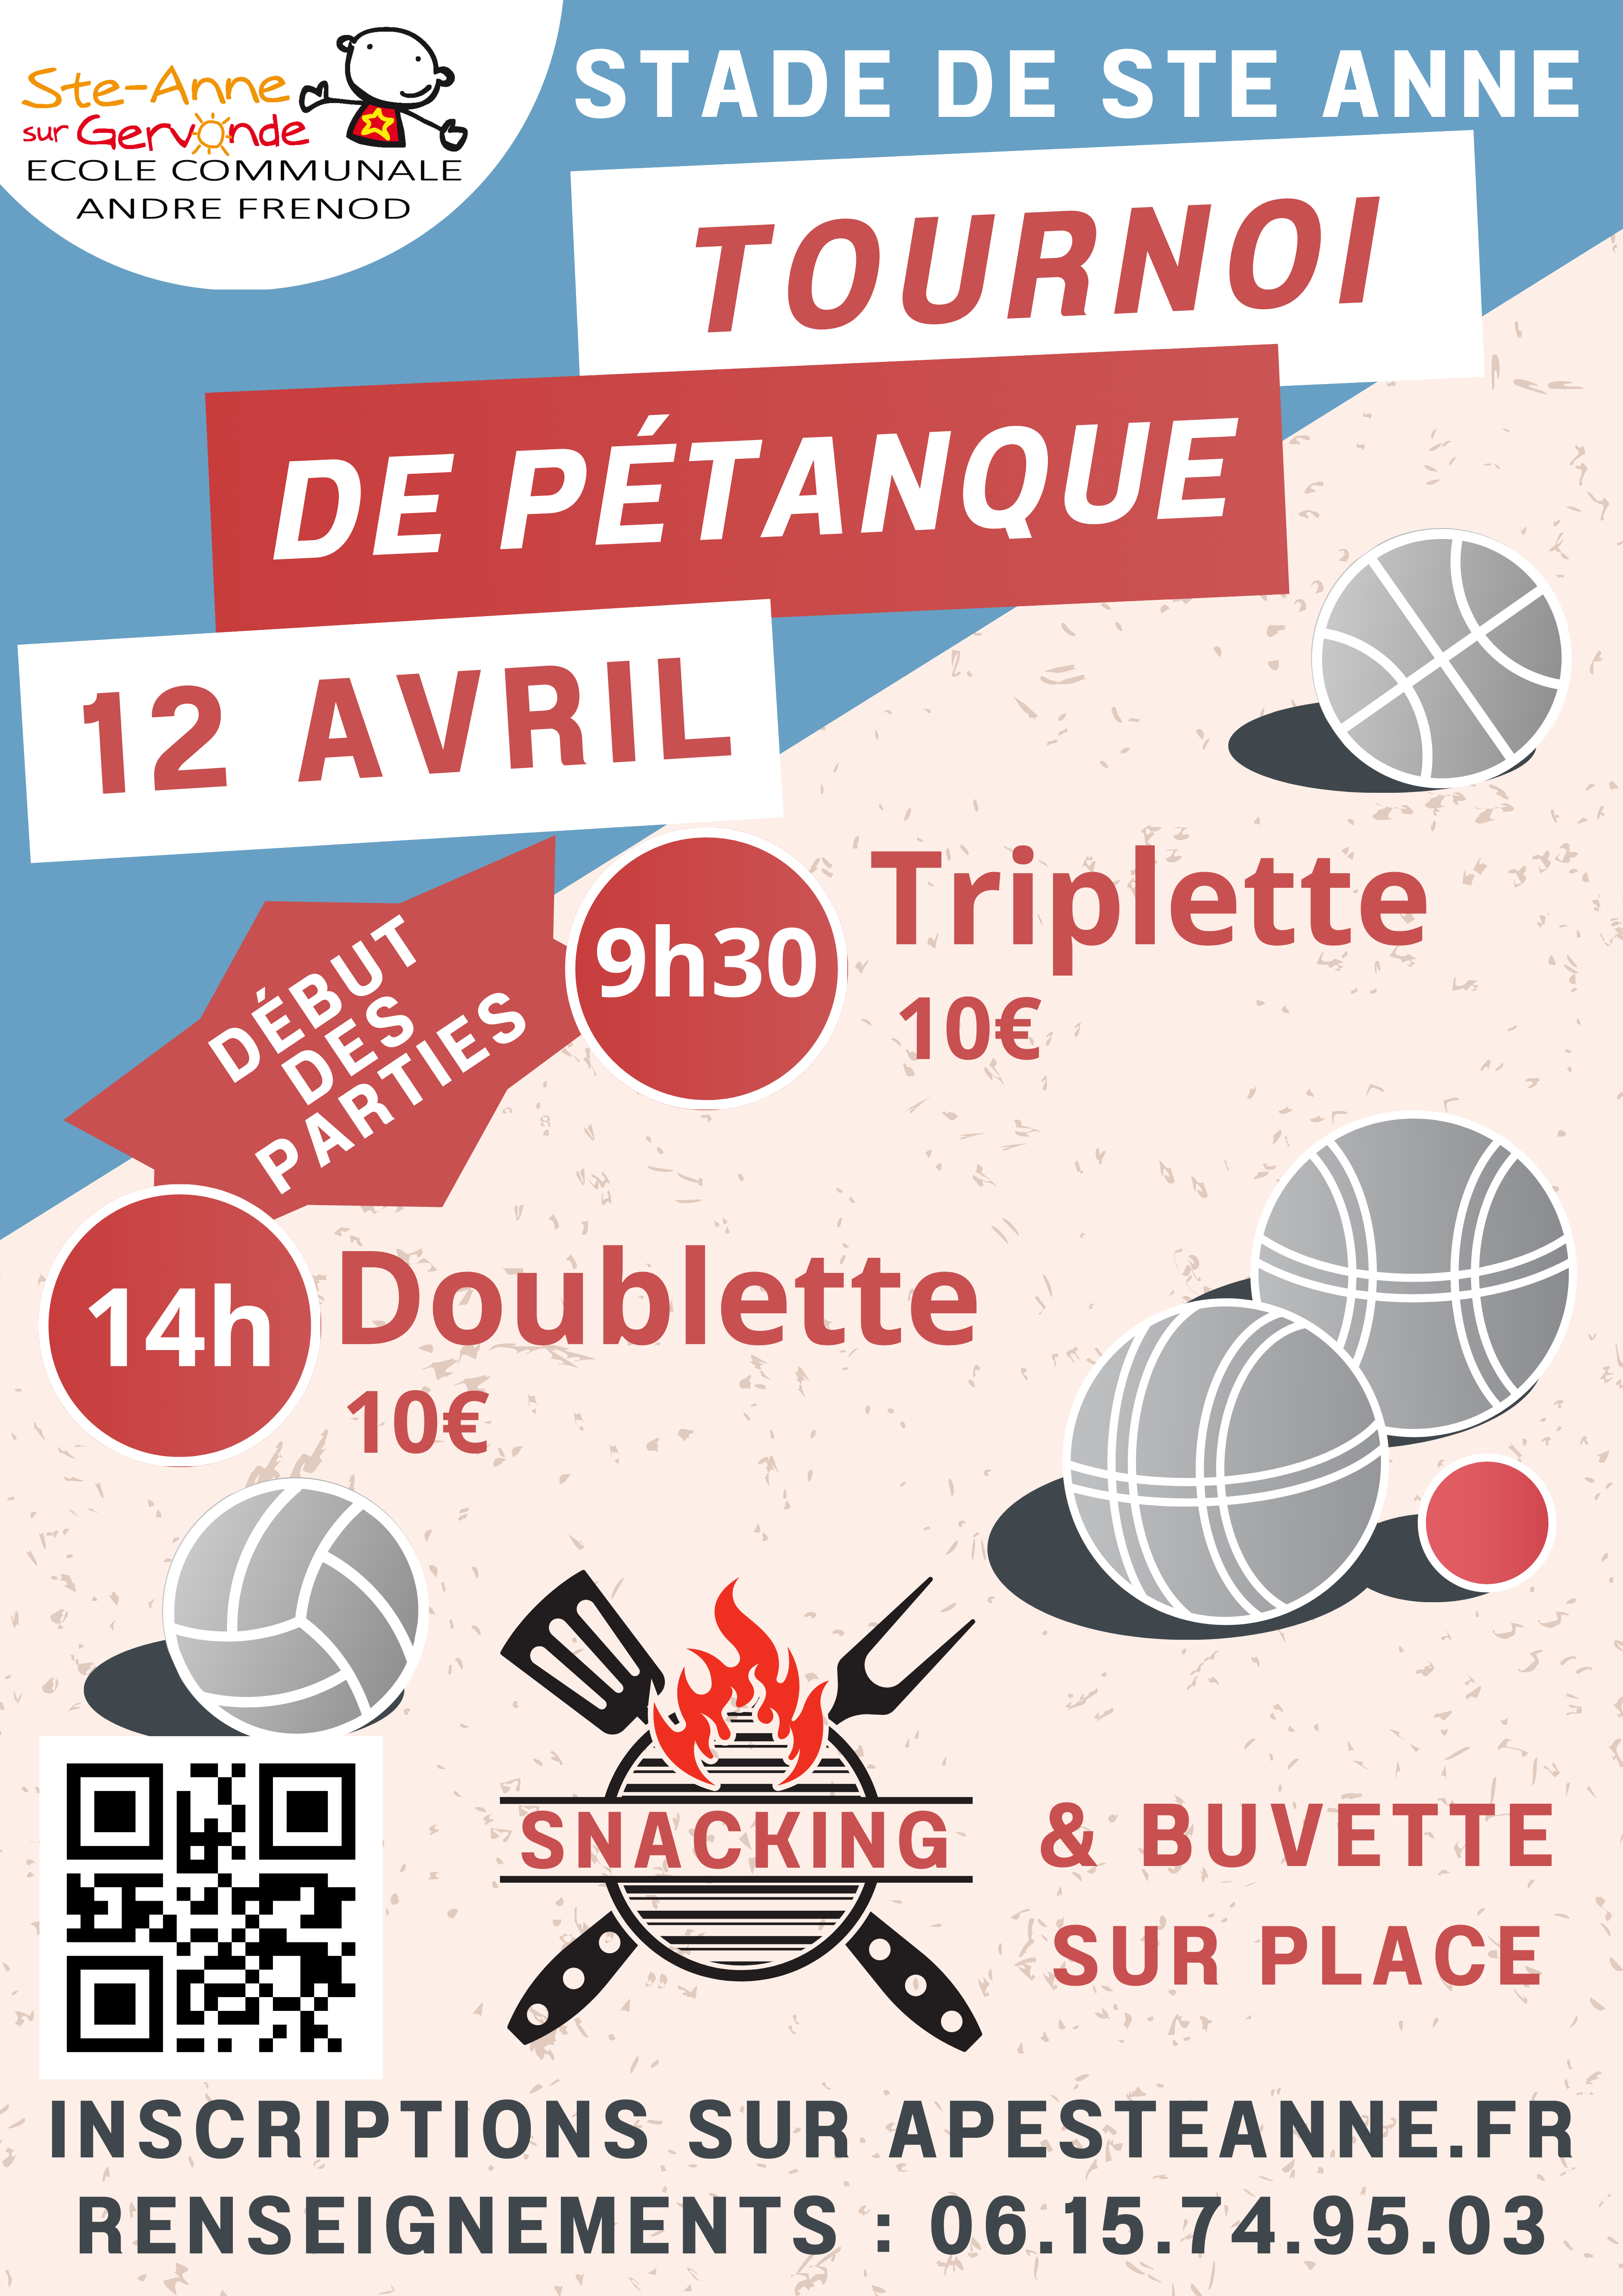 Ste-Anne
sur Gervonde
ECOLE COMMUNALE
ANDRE FRENOD
STADE DE STE ANNE
TOURNOI
DE PÉTANQUE
12 AVRIL
DÉBUT
DES
PARTIES
9h30
Triplette
10€
14h
Doublette
10€
SNACKING
& BUVETTE
SUR PLACE
INSCRIPTIONS SUR APESTEANNE.FR
RENSEIGNEMENTS : 06.15.74.95.03